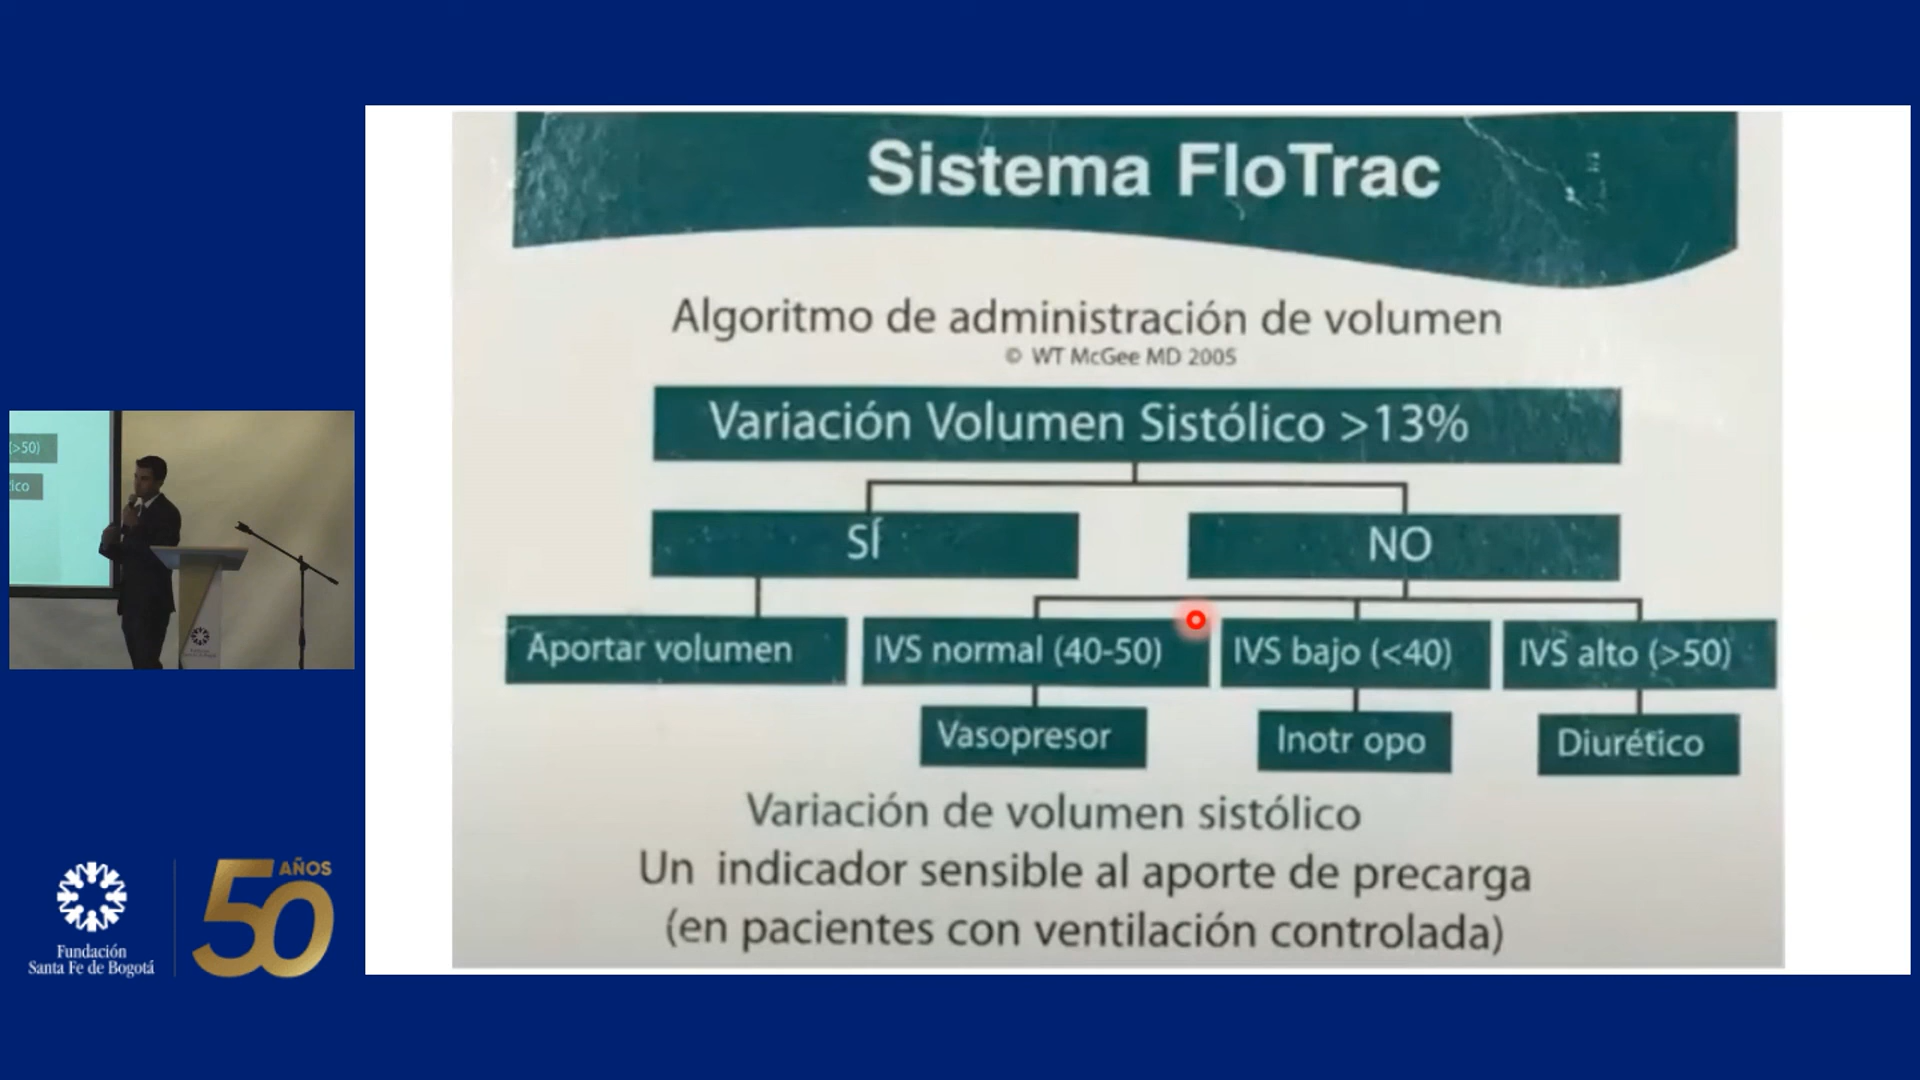 Sistema FloTrac
Algoritmo de administración de volumen
© WT McGee MD 2005
Variación Volumen Sistólico >13%
SÍ
NO
Aportar volumen
IVS normal (40-50)
IVS bajo (<40)
IVS alto (>50)
Vasopresor
Inotr opo
Diurético
Variación de volumen sistólico
Un indicador sensible al aporte de precarga
(en pacientes con ventilación controlada)
>50)
ico
Fundación
Santa Fe de Bogotá
50 AÑOS